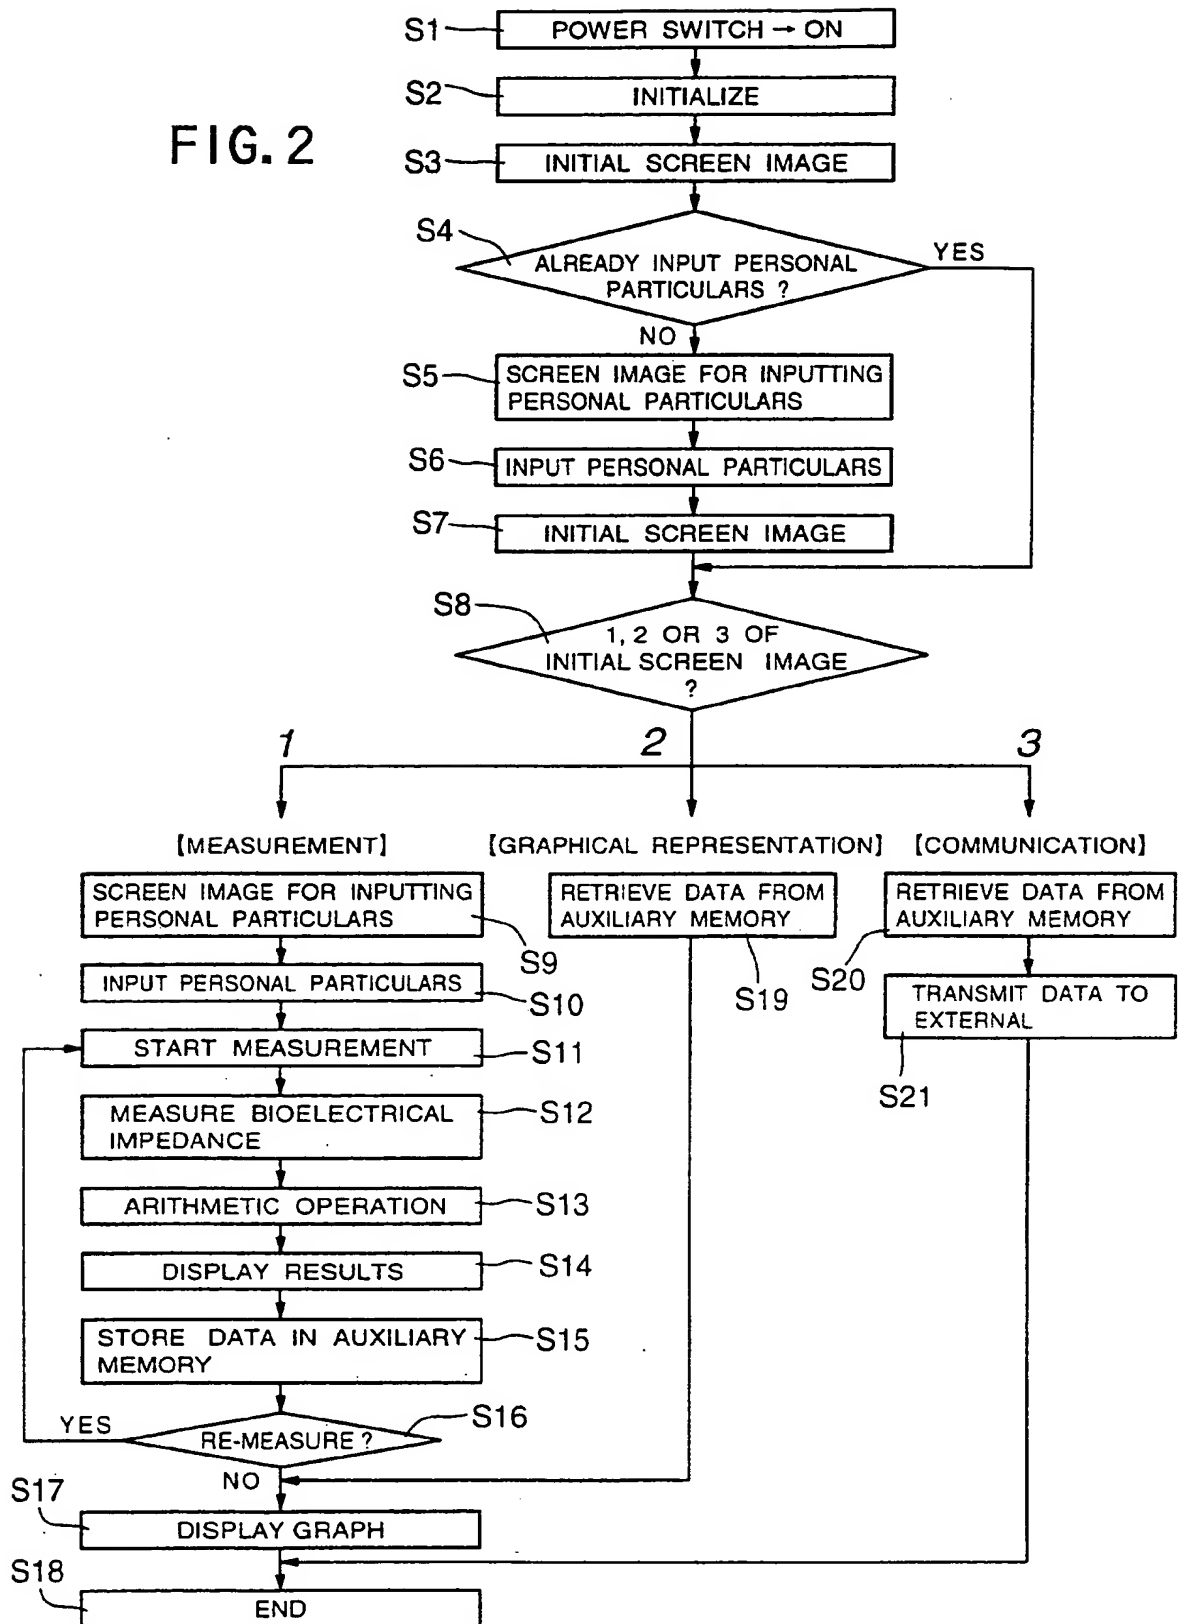 FIG. 2
S1
POWER SWITCH → ON
S2
INITIALIZE
S3
INITIAL SCREEN IMAGE
S4
ALREADY INPUT PERSONAL
PARTICULARS ?
YES
NO
S5
SCREEN IMAGE FOR INPUTTING
PERSONAL PARTICULARS
S6
INPUT PERSONAL PARTICULARS
S7
INITIAL SCREEN IMAGE
S8
1, 2 OR 3 OF
INITIAL SCREEN IMAGE
?
1
2
3
[MEASUREMENT]
[GRAPHICAL REPRESENTATION]
[COMMUNICATION]
SCREEN IMAGE FOR INPUTTING
PERSONAL PARTICULARS
S9
INPUT PERSONAL PARTICULARS
S10
START MEASUREMENT
S11
MEASURE BIOELECTRICAL
IMPEDANCE
S12
ARITHMETIC OPERATION
S13
DISPLAY RESULTS
S14
STORE DATA IN AUXILIARY
MEMORY
S15
RE-MEASURE ?
S16
YES
NO
RETRIEVE DATA FROM
AUXILIARY MEMORY
S19
RETRIEVE DATA FROM
AUXILIARY MEMORY
S20
TRANSMIT DATA TO
EXTERNAL
S21
S17
DISPLAY GRAPH
S18
END